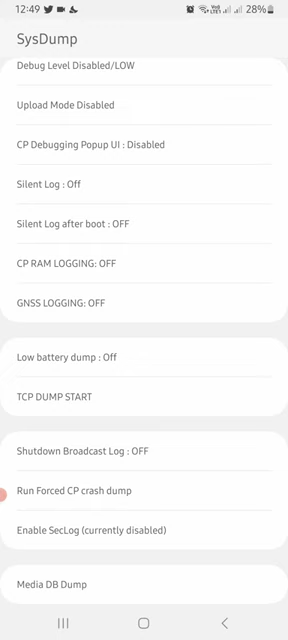 12:49
28%
SysDump
Debug Level Disabled/LOW
Upload Mode Disabled
CP Debugging Popup UI : Disabled
Silent Log : Off
Silent Log after boot : OFF
CP RAM LOGGING: OFF
GNSS LOGGING: OFF
Low battery dump : Off
TCP DUMP START
Shutdown Broadcast Log : OFF
Run Forced CP crash dump
Enable SecLog (currently disabled)
Media DB Dump